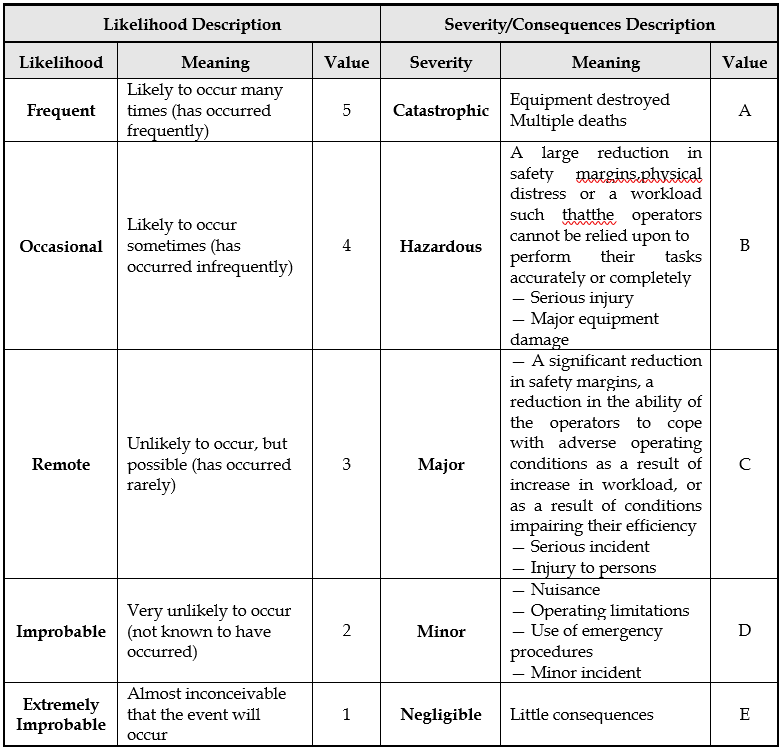 Likelihood Description
Severity/Consequences Description
Likelihood
Meaning
Value
Severity
Meaning
Value
Frequent
Likely to occur many
times (has occurred
frequently)
5
Catastrophic
Equipment destroyed
Multiple deaths
A
Occasional
Likely to occur
sometimes (has
occurred infrequently)
4
Hazardous
A large reduction in
safety margins,physical
distress or a workload
such thatthe operators
cannot be relied upon to
perform their tasks
accurately or completely
— Serious injury
— Major equipment
damage
B
Remote
Unlikely to occur, but
possible (has occurred
rarely)
3
Major
— A significant reduction
in safety margins, a
reduction in the ability of
the operators to cope
with adverse operating
conditions as a result of
increase in workload, or
as a result of conditions
impairing their efficiency
— Serious incident
— Injury to persons
C
Improbable
Very unlikely to occur
(not known to have
occurred)
2
Minor
— Nuisance
— Operating limitations
— Use of emergency
procedures
— Minor incident
D
Extremely
Improbable
Almost inconceivable
that the event will
occur
1
Negligible
Little consequences
E